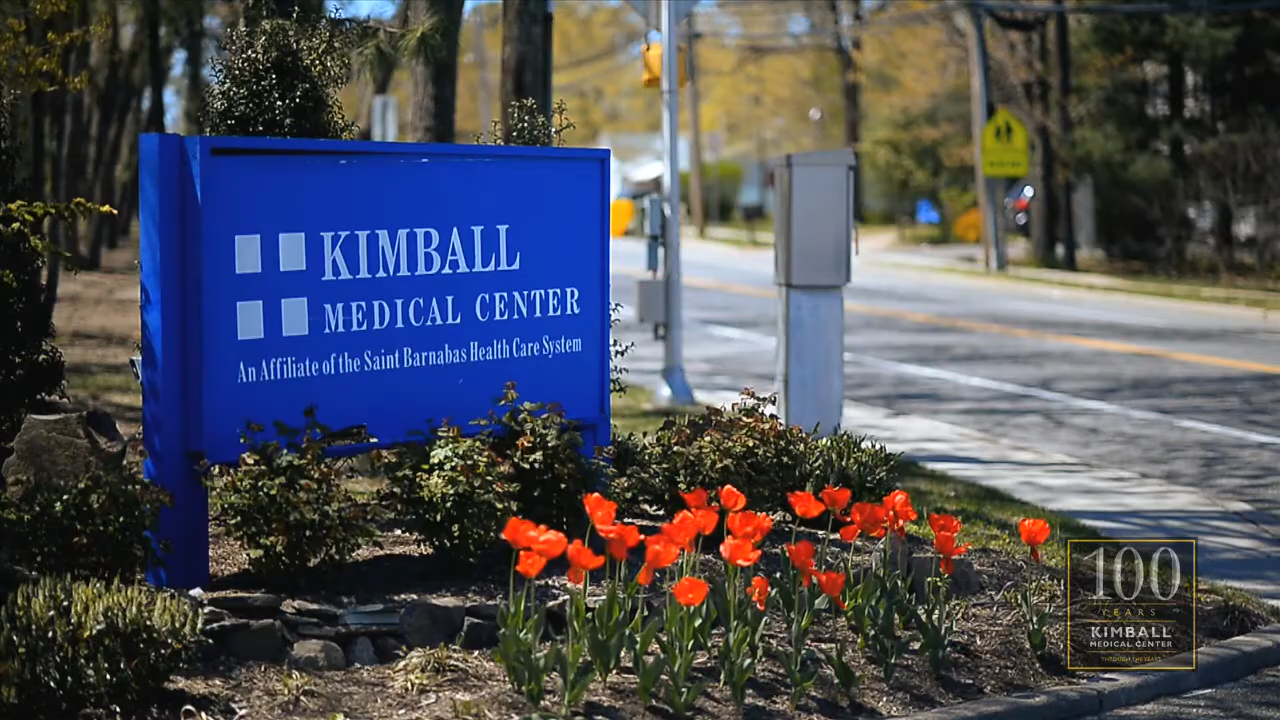 KIMBALL
MEDICAL CENTER
An Affiliate of the Saint Barnabas Health Care System
100
YEARS
KIMBALL
MEDICAL CENTER
THROUGH THE YEARS